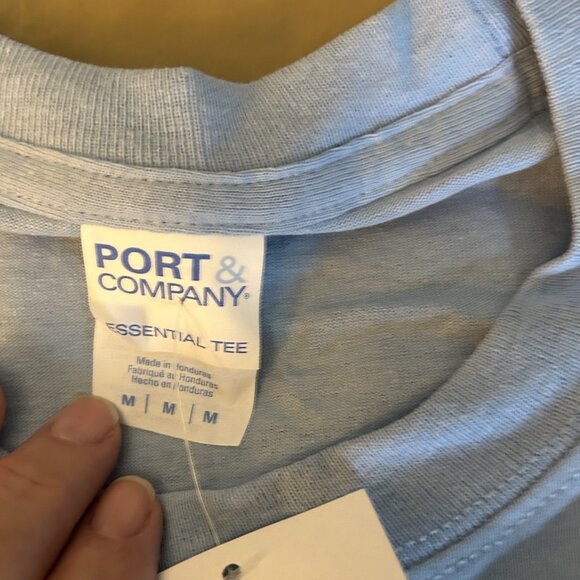 PORT &
COMPANY®
ESSENTIAL TEE
Made in Honduras
Fabriqué au Honduras
Hecho en Honduras
M | M | M